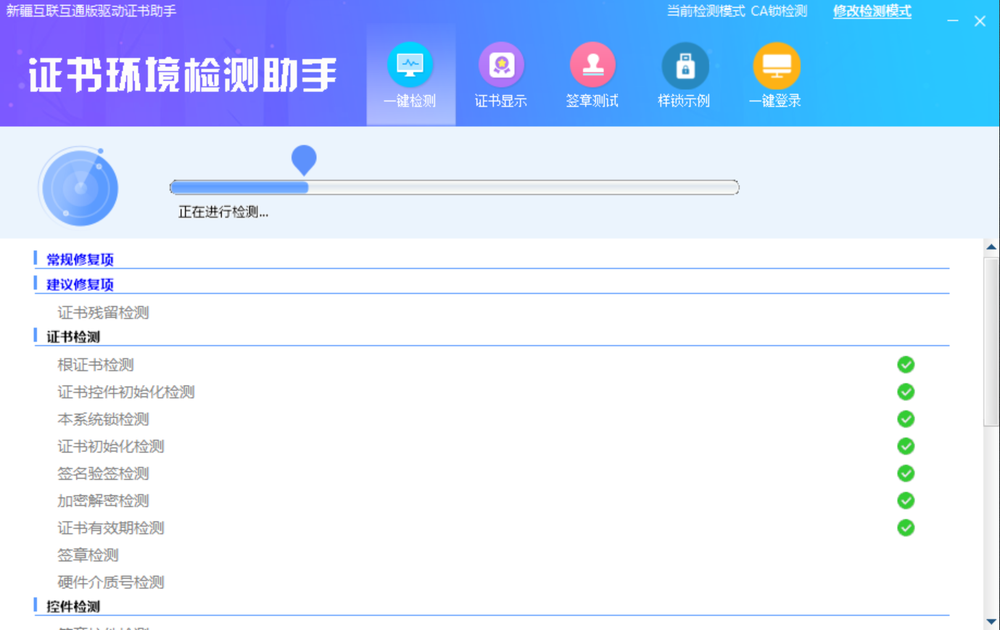 新疆互联互通版驱动证书助手
当前检测模式 CA锁检测 修改检测模式
证书环境检测助手
一键检测 证书显示 签章测试 样锁示例 一键登录
正在进行检测...
常规修复项
建议修复项
证书残留检测
证书检测
根证书检测
证书控件初始化检测
本系统锁检测
证书初始化检测
签名验签检测
加密解密检测
证书有效期检测
签章检测
硬件介质号检测
控件检测